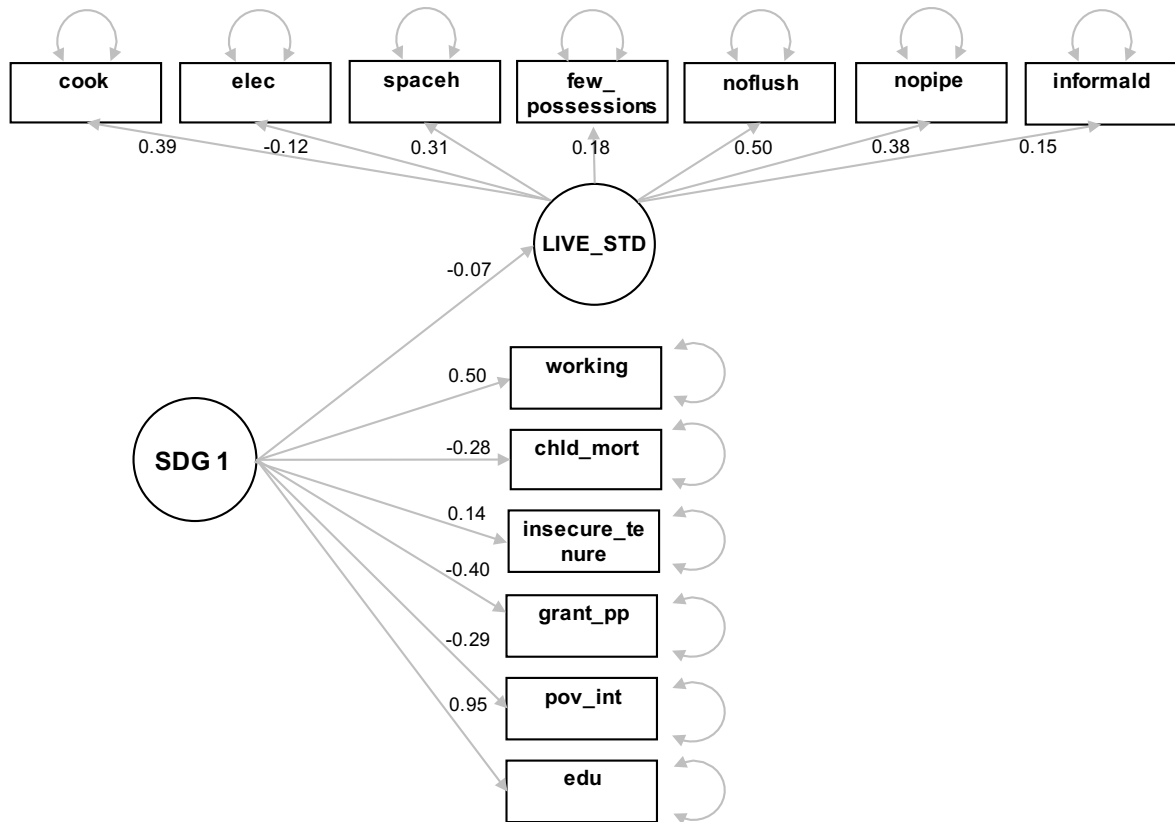 cook
elec
spaceh
few_
possessions
noflush
nopipe
informald
0.39
-0.12
0.31
0.18
0.50
0.38
0.15
LIVE_STD
-0.07
working
0.50
chld_mort
-0.28
SDG 1
0.14
insecure_te
nure
-0.40
grant_pp
-0.29
pov_int
0.95
edu